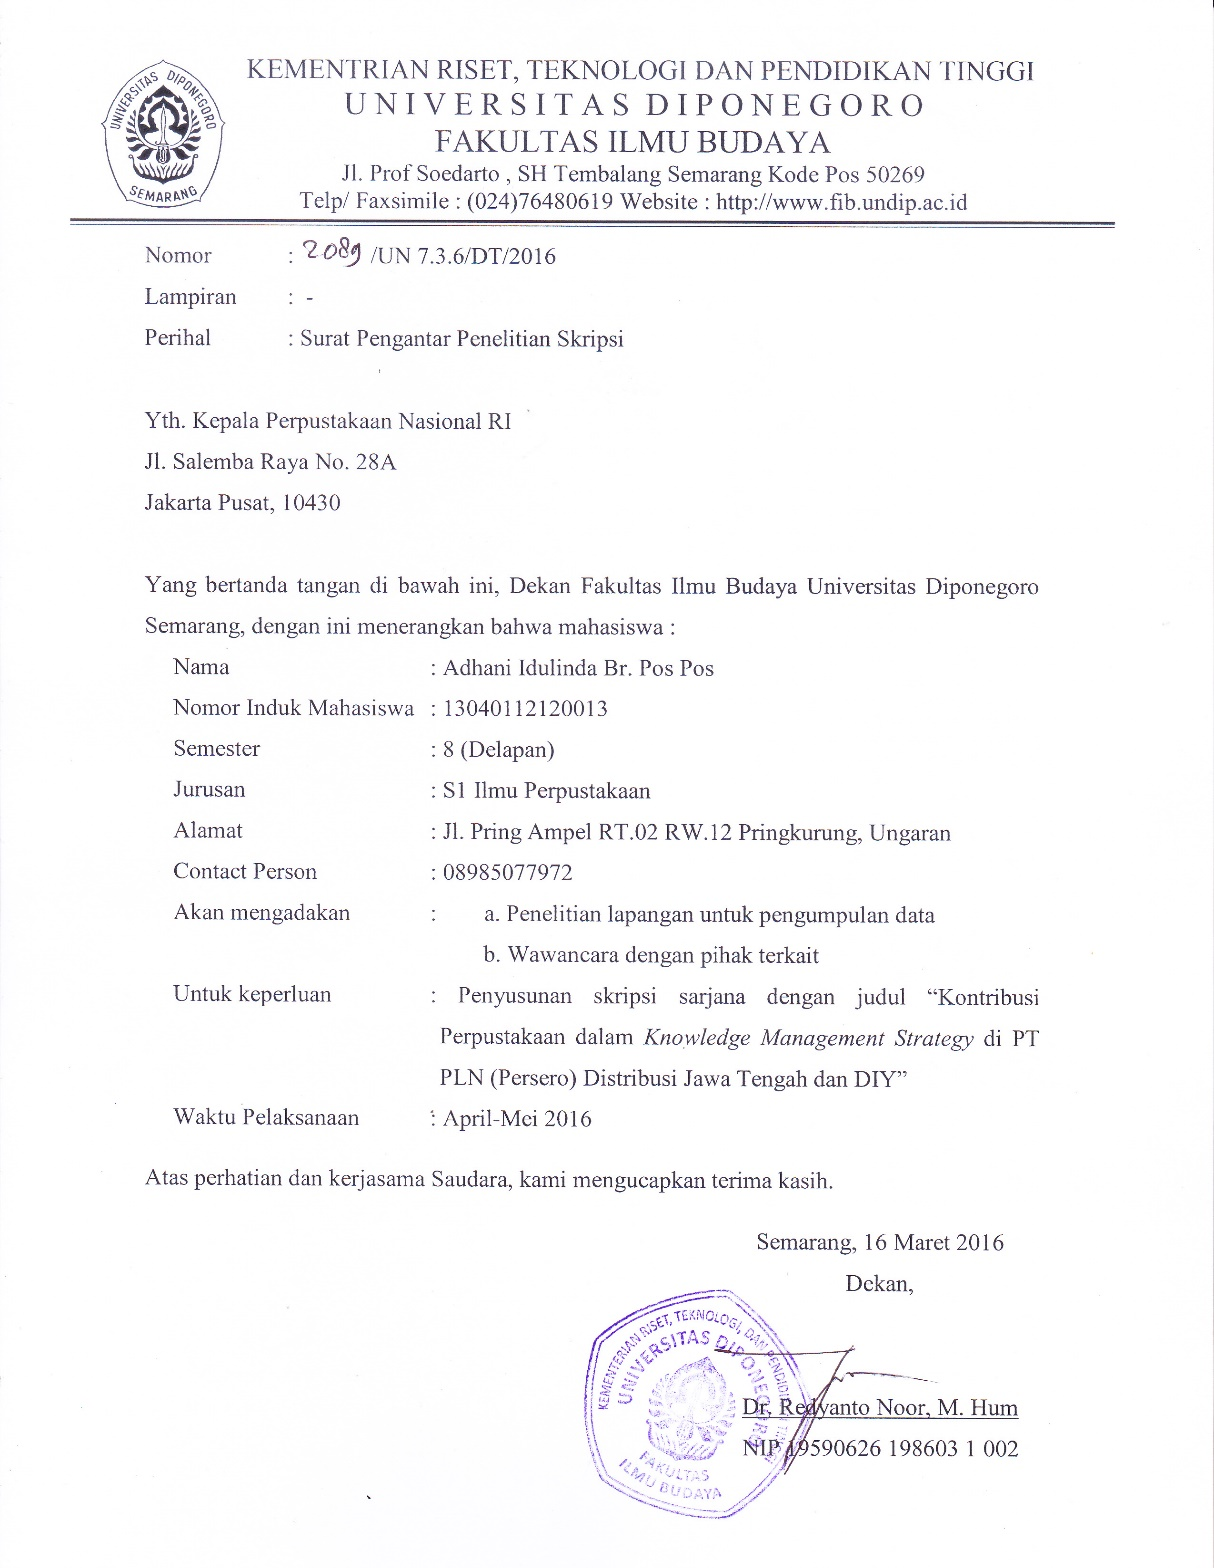 UNIVERSITAS DIPONEGORO
SEMARANG
KEMENTRIAN RISET, TEKNOLOGI DAN PENDIDIKAN TINGGI
UNIVERSITAS DIPONEGORO
FAKULTAS ILMU BUDAYA
Jl. Prof Soedarto , SH Tembalang Semarang Kode Pos 50269
Telp/ Faxsimile : (024)76480619 Website : http://www.fib.undip.ac.id
Nomor : 2089 /UN 7.3.6/DT/2016
Lampiran : -
Perihal : Surat Pengantar Penelitian Skripsi
Yth. Kepala Perpustakaan Nasional RI
Jl. Salemba Raya No. 28A
Jakarta Pusat, 10430
Yang bertanda tangan di bawah ini, Dekan Fakultas Ilmu Budaya Universitas Diponegoro
Semarang, dengan ini menerangkan bahwa mahasiswa :
Nama : Adhani Idulinda Br. Pos Pos
Nomor Induk Mahasiswa : 13040112120013
Semester : 8 (Delapan)
Jurusan : S1 Ilmu Perpustakaan
Alamat : Jl. Pring Ampel RT.02 RW.12 Pringkurung, Ungaran
Contact Person : 08985077972
Akan mengadakan : a. Penelitian lapangan untuk pengumpulan data
b. Wawancara dengan pihak terkait
Untuk keperluan : Penyusunan skripsi sarjana dengan judul “Kontribusi
Perpustakaan dalam Knowledge Management Strategy di PT
PLN (Persero) Distribusi Jawa Tengah dan DIY”
Waktu Pelaksanaan : April-Mei 2016
Atas perhatian dan kerjasama Saudara, kami mengucapkan terima kasih.
Semarang, 16 Maret 2016
Dekan,
KEMENTERIAN RISET, TEKNOLOGI, DAN PENDIDIKAN
UNIVERSITAS DIPONEGORO
FAKULTAS
ILMU BUDAYA
Dr. Redyanto Noor, M. Hum
NIP 19590626 198603 1 002